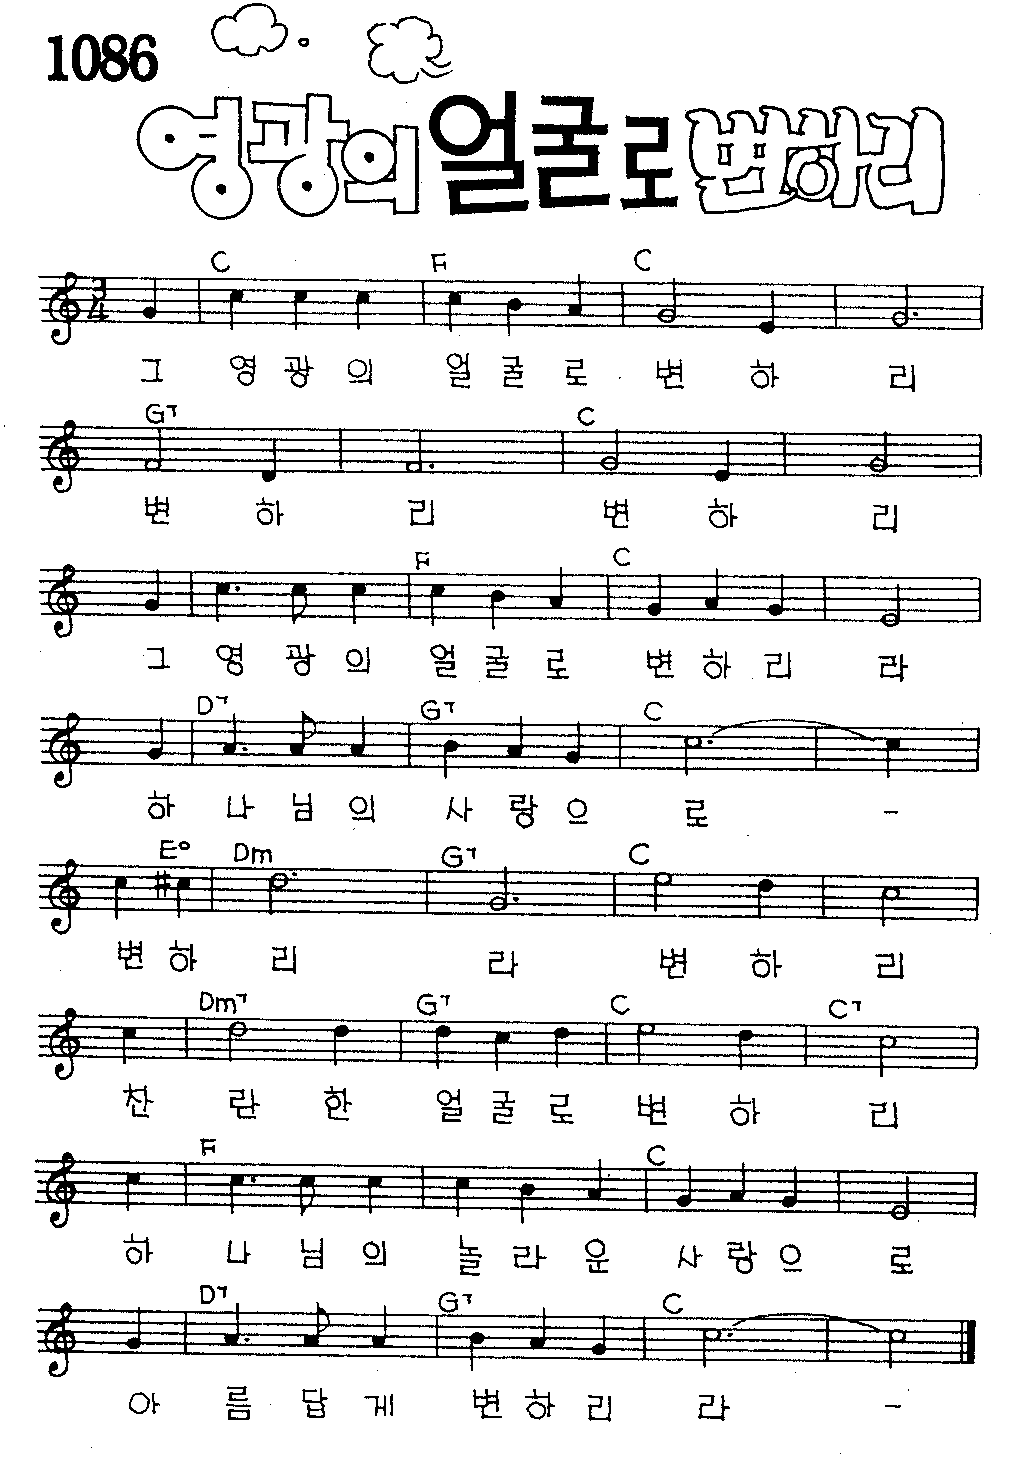 1086
영광의 얼굴로 변하리
C F C
3
4
그 영 광 의 얼 굴 로 변 하 리
G7 C
변 하 리 변 하 리
F C
그 영 광 의 얼 굴 로 변 하 리 라
D7 G7 C
하 나 님 의 사 랑 으 로 -
E° Dm G7 C
변 하 리 라 변 하 리
Dm7 G7 C C7
찬 란 한 얼 굴 로 변 하 리
F C
하 나 님 의 놀 라 운 사 랑 으 로
D7 G7 C
아 름 답 게 변 하 리 라 -